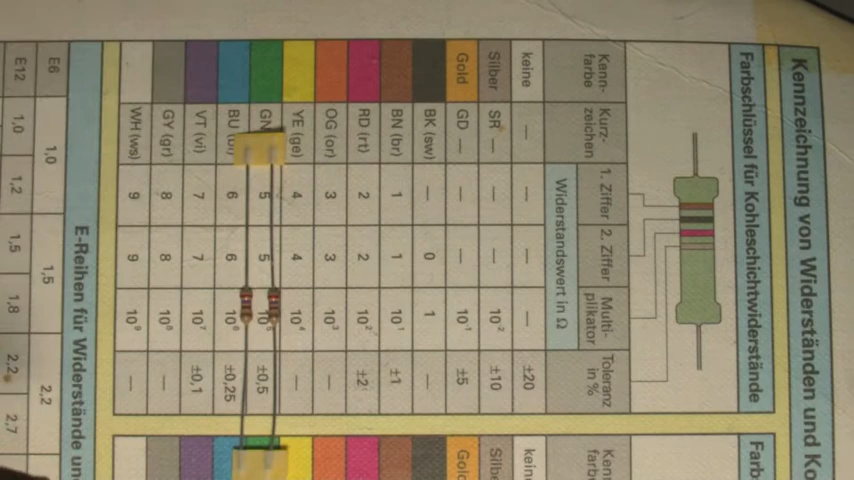 Kennzeichnung von Widerständen und Ko
Farbschlüssel für Kohleschichtwiderstände
Farb
Kenn-
farbe
Kurz-
zeichen
Widerstandswert in Ω
1. Ziffer
2. Ziffer
Multi-
plikator
Toleranz
in %
keine — — — — ±20
Silber SR — — — 10⁻² ±10
Gold GD — — — 10⁻¹ ±5
BK (sw) — 0 1 —
BN (br) 1 1 10¹ ±1
RD (rt) 2 2 10² ±2
OG (or) 3 3 10³ —
YE (ge) 4 4 10⁴ —
GN 5 5 ±0,5
BU 6 6 10⁶ ±0,25
VT (vi) 7 7 10⁷ ±0,1
GY (gr) 8 8 10⁸ —
WH (ws) 9 9 10⁹ —
Ken
farb
kein
Silbe
Gold
E-Reihen für Widerstände un
E6 1,0 1,5 2,2
E12 1,0 1,2 1,5 1,8 2,2 2,7